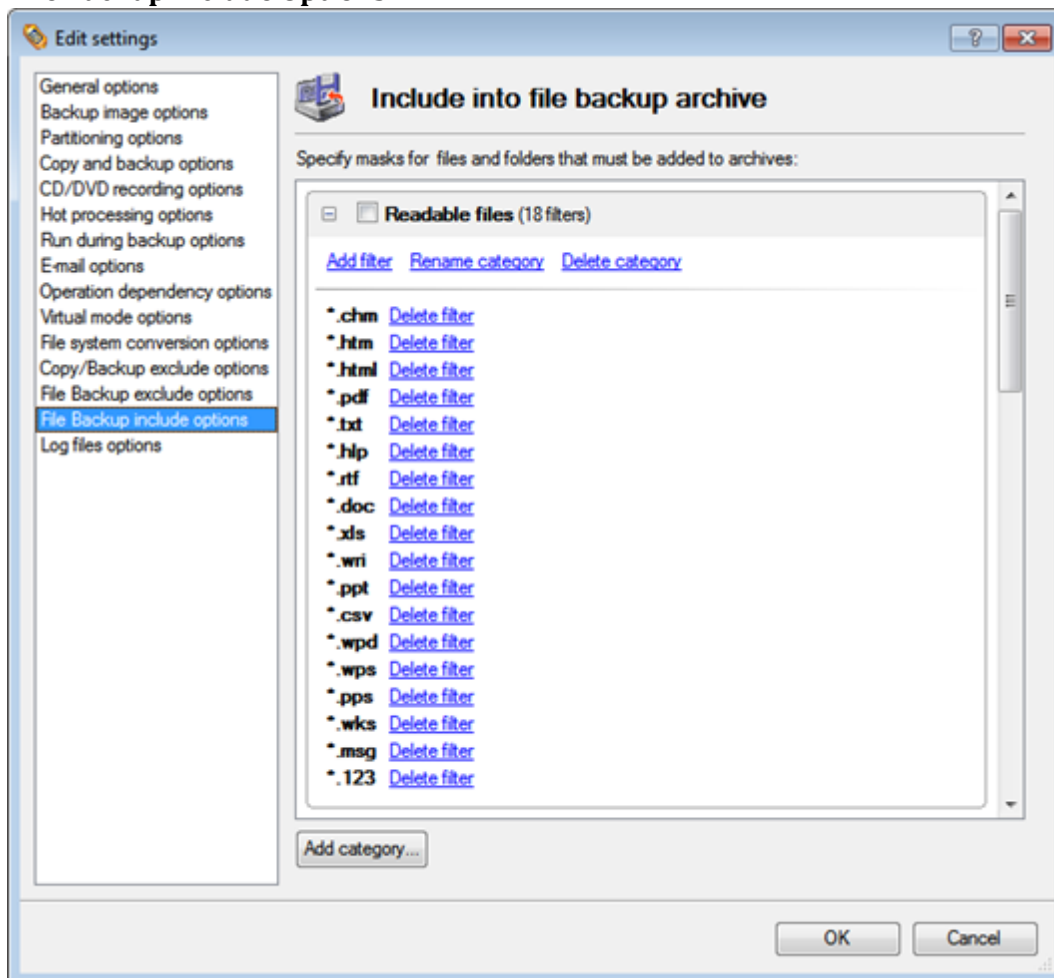 Edit settings
General options
Backup image options
Partitioning options
Copy and backup options
CD/DVD recording options
Hot processing options
Run during backup options
E-mail options
Operation dependency options
Virtual mode options
File system conversion options
Copy/Backup exclude options
File Backup exclude options
File Backup include options
Log files options
Include into file backup archive
Specify masks for files and folders that must be added to archives:
Readable files (18 filters)
Add filter Rename category Delete category
*.chm Delete filter
*.htm Delete filter
*.html Delete filter
*.pdf Delete filter
*.txt Delete filter
*.hlp Delete filter
*.rtf Delete filter
*.doc Delete filter
*.xls Delete filter
*.wri Delete filter
*.ppt Delete filter
*.csv Delete filter
*.wpd Delete filter
*.wps Delete filter
*.pps Delete filter
*.wks Delete filter
*.msg Delete filter
*.123 Delete filter
Add category...
OK Cancel